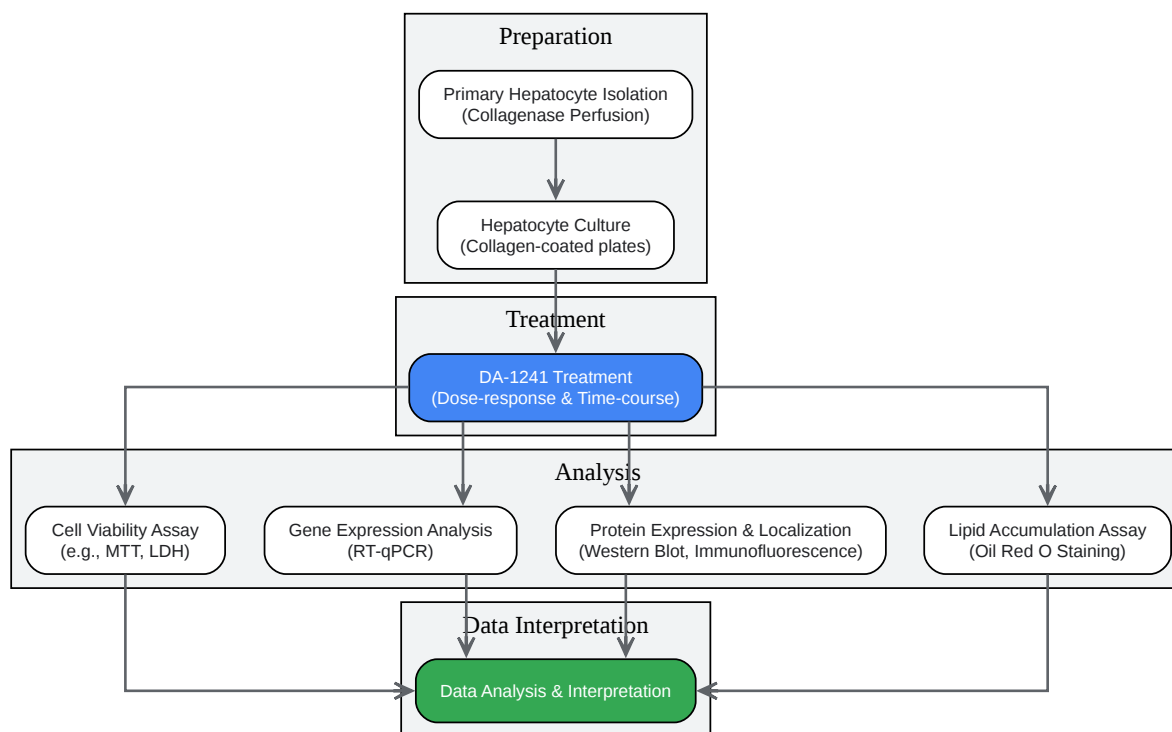 Preparation
Primary Hepatocyte Isolation
(Collagenase Perfusion)
Hepatocyte Culture
(Collagen-coated plates)
Treatment
DA-1241 Treatment
(Dose-response & Time-course)
Analysis
Cell Viability Assay
(e.g., MTT, LDH)
Gene Expression Analysis
(RT-qPCR)
Protein Expression & Localization
(Western Blot, Immunofluorescence)
Lipid Accumulation Assay
(Oil Red O Staining)
Data Interpretation
Data Analysis & Interpretation